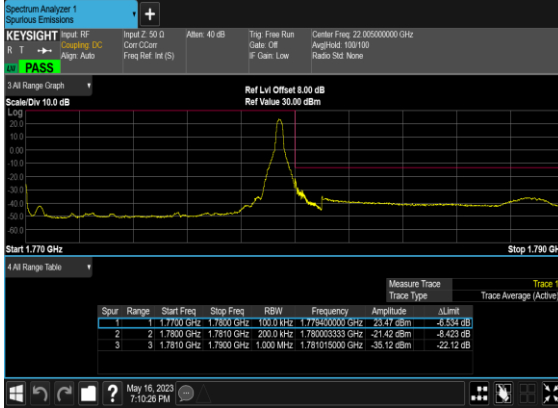 Spectrum Analyzer 1
Spurious Emissions
+
KEYSIGHT Input: RF Input Z: 50 Ω Atten: 40 dB Trig: Free Run Center Freq: 22.005000000 GHz
R T Coupling: DC Corr CCorr Gate: Off Avg|Hold: 100/100
Align: Auto Freq Ref: Int (S) IF Gain: Low Radio Std: None
PASS
3 All Range Graph
Ref Lvl Offset 8.00 dB
Scale/Div 10.0 dB Ref Value 30.00 dBm
Log
20.0
10.0
0.00
-10.0
-20.0
-30.0
-40.0
-50.0
-60.0
Start 1.770 GHz Stop 1.790 GH
4 All Range Table
Measure Trace Trace 1
Trace Type Trace Average (Active)
Spur Range Start Freq Stop Freq RBW Frequency Amplitude ΔLimit
1 1 1.7700 GHz 1.7800 GHz 100.0 kHz 1.779400000 GHz 23.47 dBm -6.534 dB
2 2 1.7800 GHz 1.7810 GHz 200.0 kHz 1.780003333 GHz -21.42 dBm -8.423 dB
3 3 1.7810 GHz 1.7900 GHz 1.000 MHz 1.781015000 GHz -35.12 dBm -22.12 dB
? May 16, 2023
7:10:26 PM